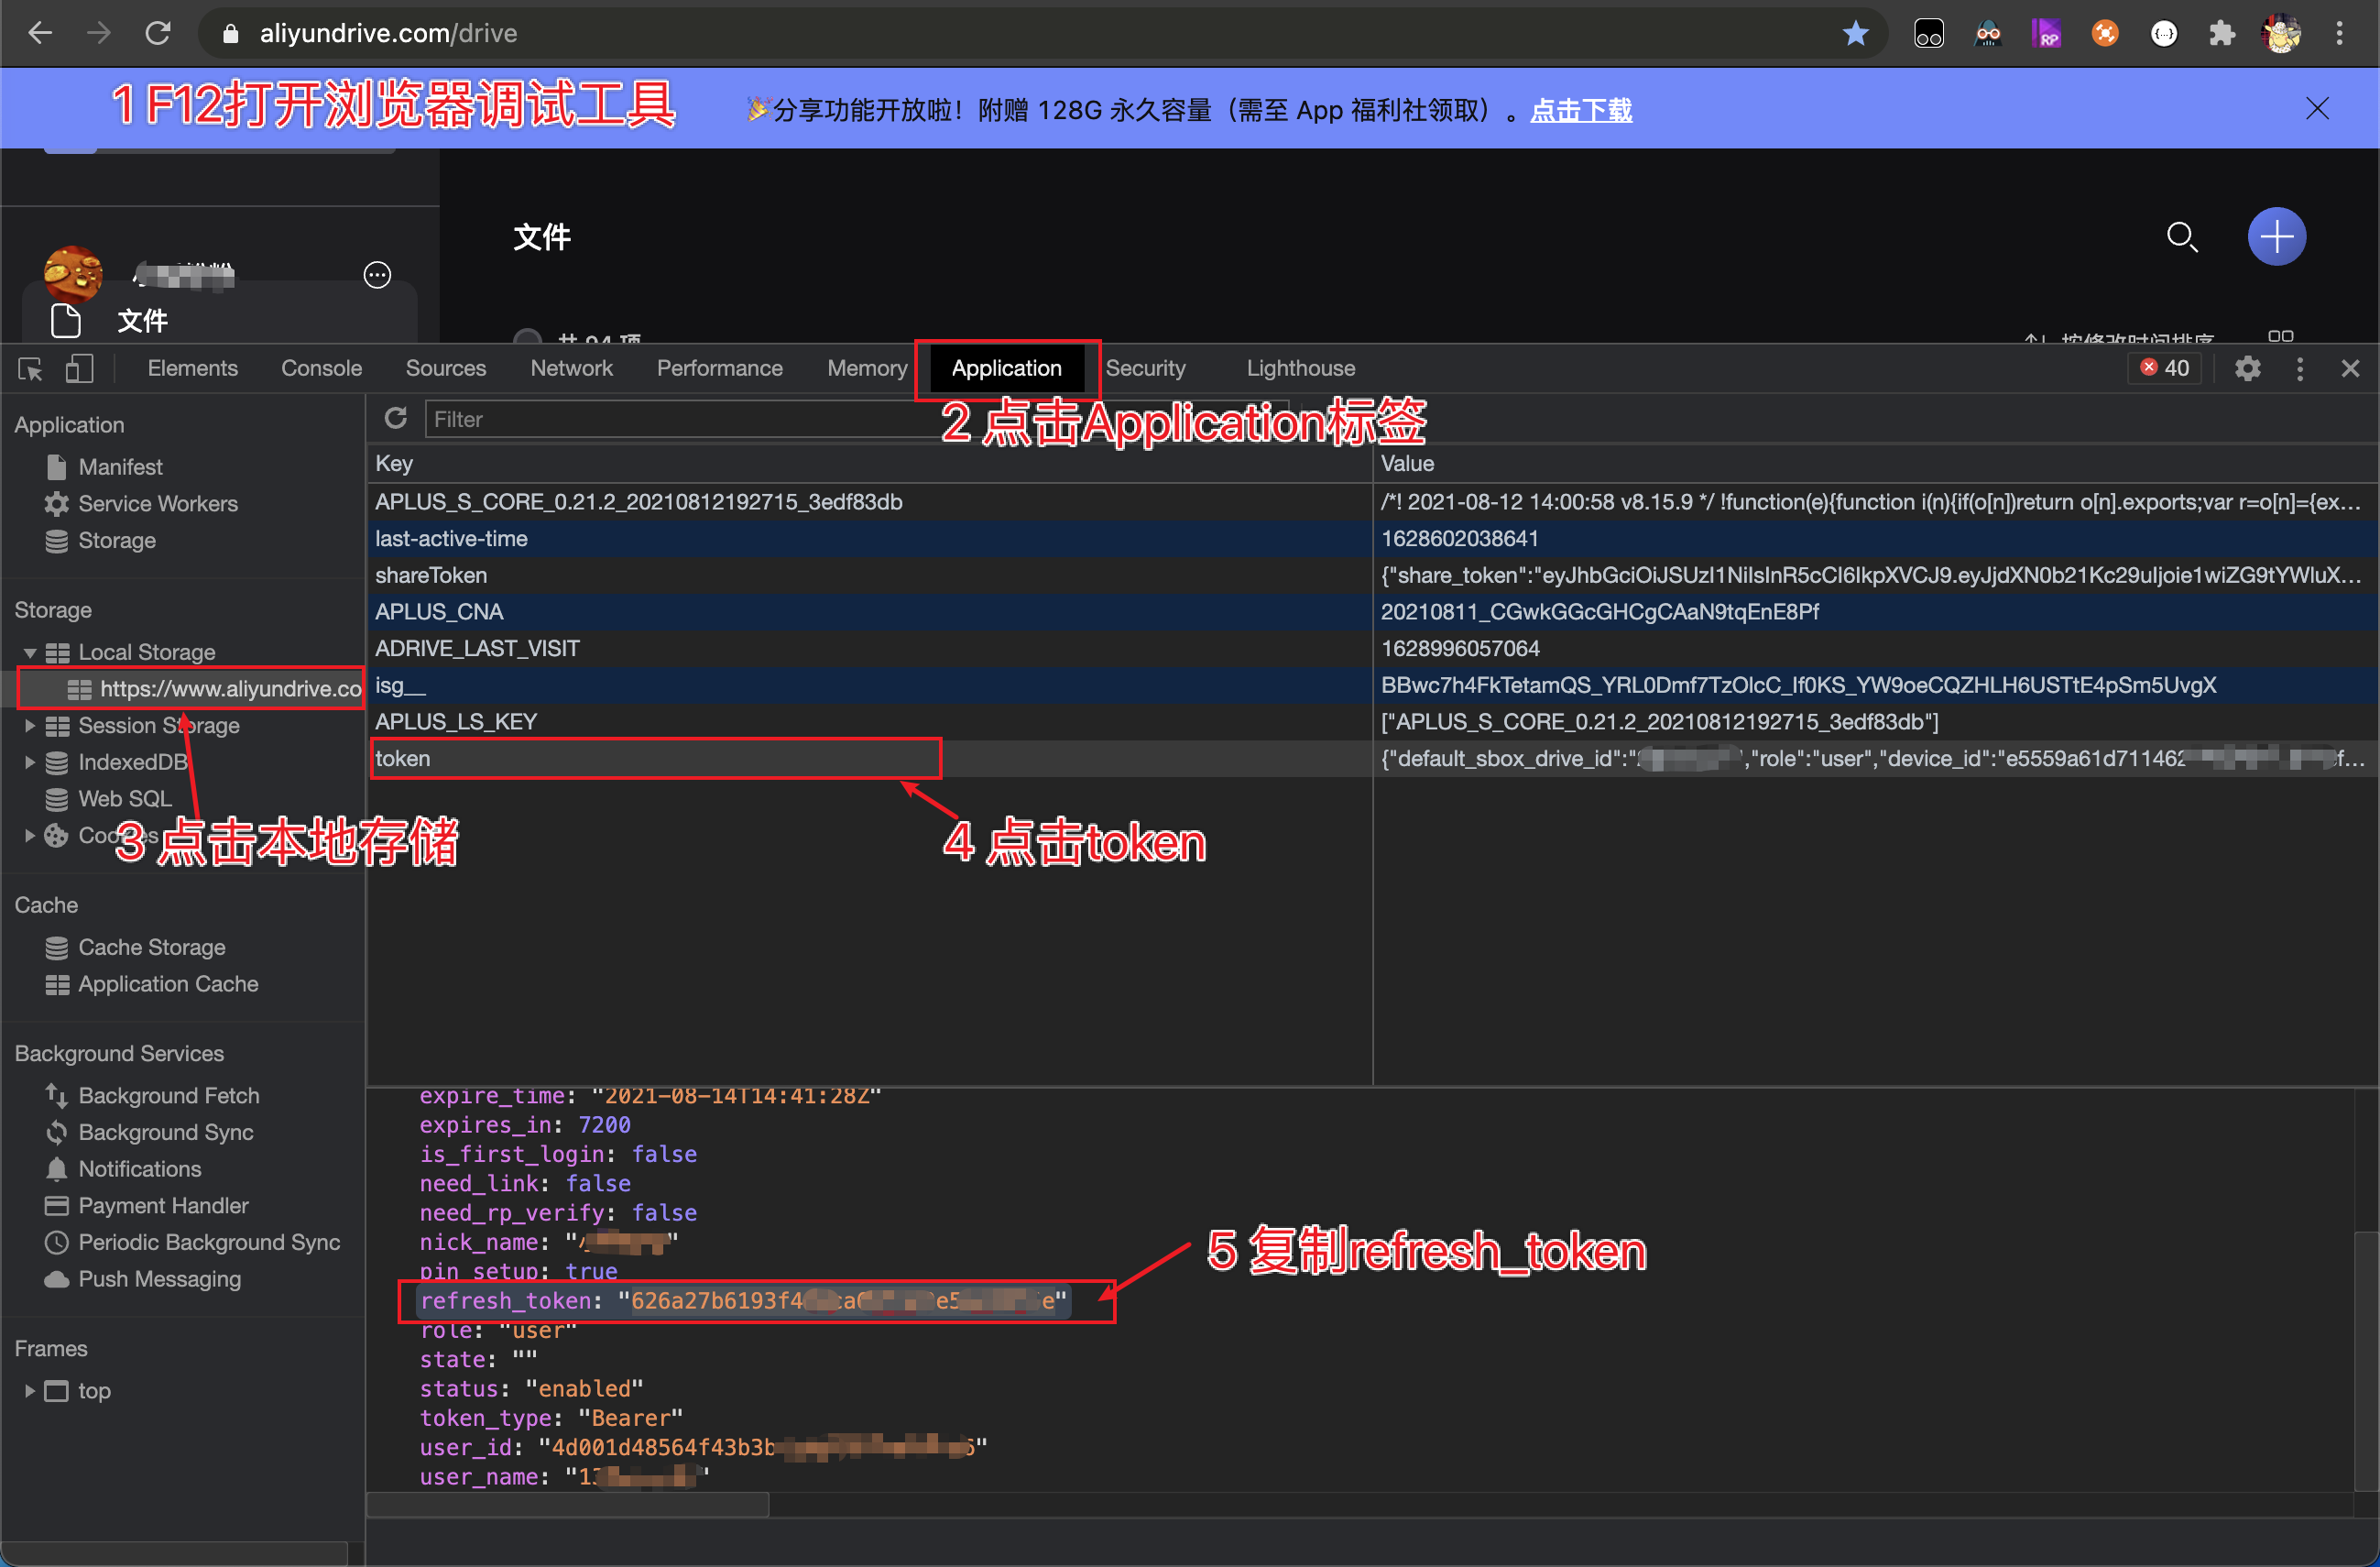 aliyundrive.com/drive
1 F12打开浏览器调试工具
🎉分享功能开放啦！附赠 128G 永久容量（需至 App 福利社领取）。点击下载
文件
文件
Elements Console Sources Network Performance Memory Application Security Lighthouse 40
Filter
2 点击Application标签
Application
Manifest
Service Workers
Storage
Storage
Local Storage
https://www.aliyundrive.co
Session Storage
IndexedDB
Web SQL
Cookies
3 点击本地存储
Cache
Cache Storage
Application Cache
Background Services
Background Fetch
Background Sync
Notifications
Payment Handler
Periodic Background Sync
Push Messaging
Frames
top
Key Value
APLUS_S_CORE_0.21.2_20210812192715_3edf83db /*! 2021-08-12 14:00:58 v8.15.9 */ !function(e){function i(n){if(o[n])return o[n].exports;var r=o[n]={ex…
last-active-time 1628602038641
shareToken {"share_token":"eyJhbGciOiJSUzI1NiIsInR5cCI6IkpXVCJ9.eyJjdXN0b21Kc29uIjoie1wiZG9tYWluX…
APLUS_CNA 20210811_CGwkGGcGHCgCAaN9tqEnE8Pf
ADRIVE_LAST_VISIT 1628996057064
isg__ BBwc7h4FkTetamQS_YRL0Dmf7TzOlcC_If0KS_YW9oeCQZHLH6USTtE4pSm5UvgX
APLUS_LS_KEY ["APLUS_S_CORE_0.21.2_20210812192715_3edf83db"]
token {"default_sbox_drive_id":" ","role":"user","device_id":"e5559a61d71146 f…
4 点击token
expire_time: "2021-08-14T14:41:28Z"
expires_in: 7200
is_first_login: false
need_link: false
need_rp_verify: false
nick_name: " "
pin_setup: true
refresh_token: "626a27b6193f4 ca e5 e"
5 复制refresh_token
role: "user"
state: ""
status: "enabled"
token_type: "Bearer"
user_id: "4d001d48564f43b3b 6"
user_name: "13 "